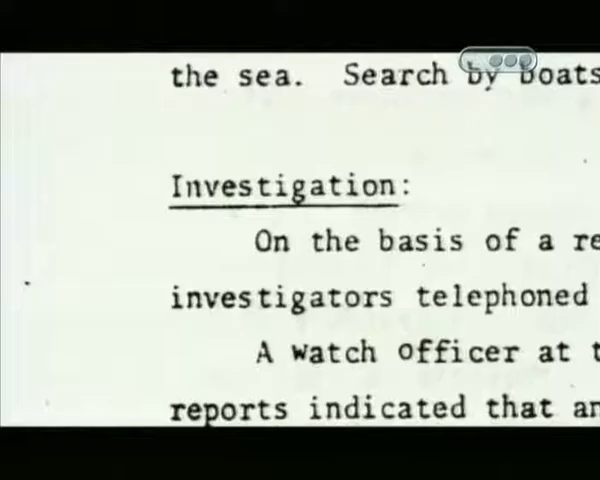 the sea. Search by boats
Investigation:
On the basis of a re
investigators telephoned
A watch officer at t
reports indicated that an